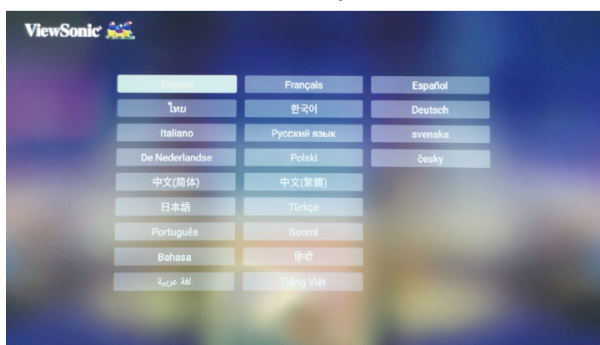 ViewSonic
English Français Español
ไทย 한국어 Deutsch
Italiano Русский язык svenska
De Nederlandse Polski česky
中文(简体) 中文(繁體)
日本語 Türkçe
Português Suomi
Bahasa हिन्दी
لغة عربية Tiếng Việt